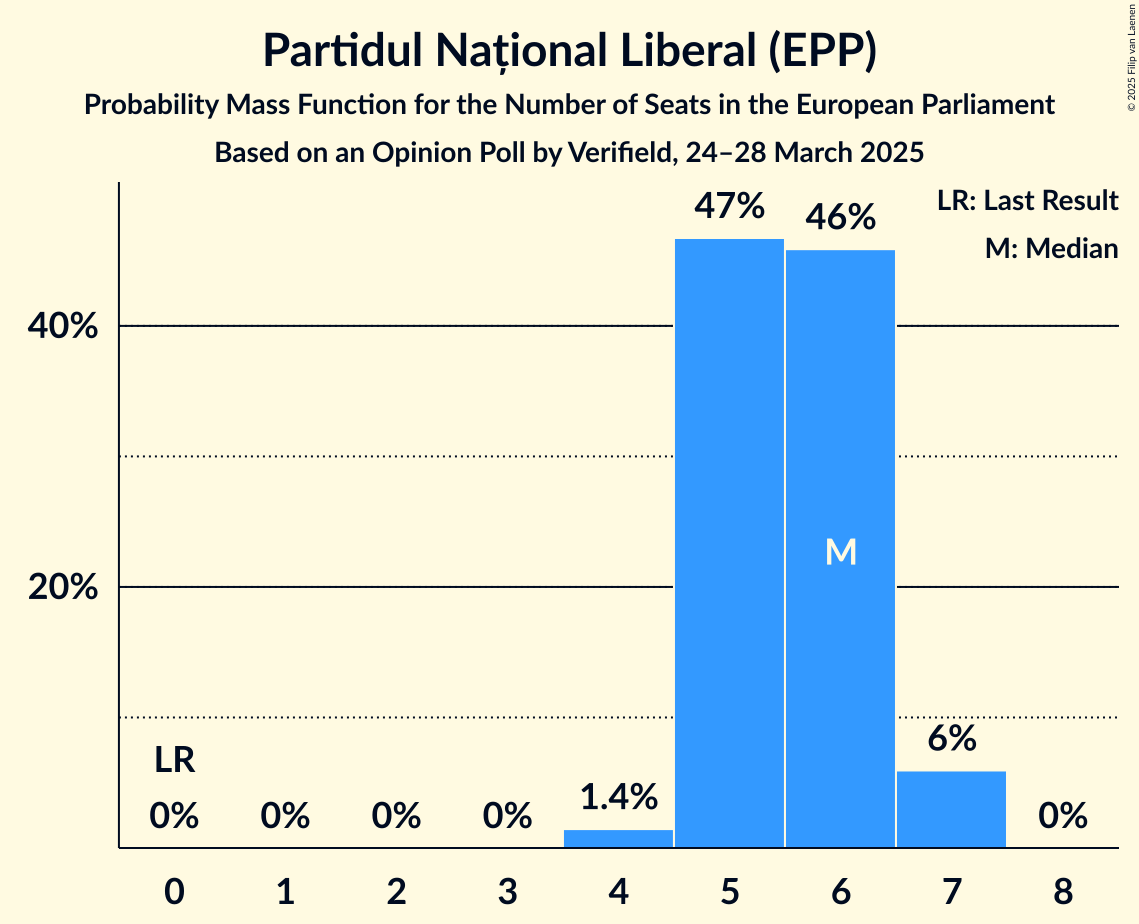 Partidul Național Liberal (EPP)
Probability Mass Function for the Number of Seats in the European Parliament
Based on an Opinion Poll by Verifield, 24–28 March 2025
© 2025 Filip van Laenen
LR: Last Result
M: Median
47%
46%
40%
M
20%
LR
6%
0%
0%
0%
0%
1.4%
0%
0
1
2
3
4
5
6
7
8